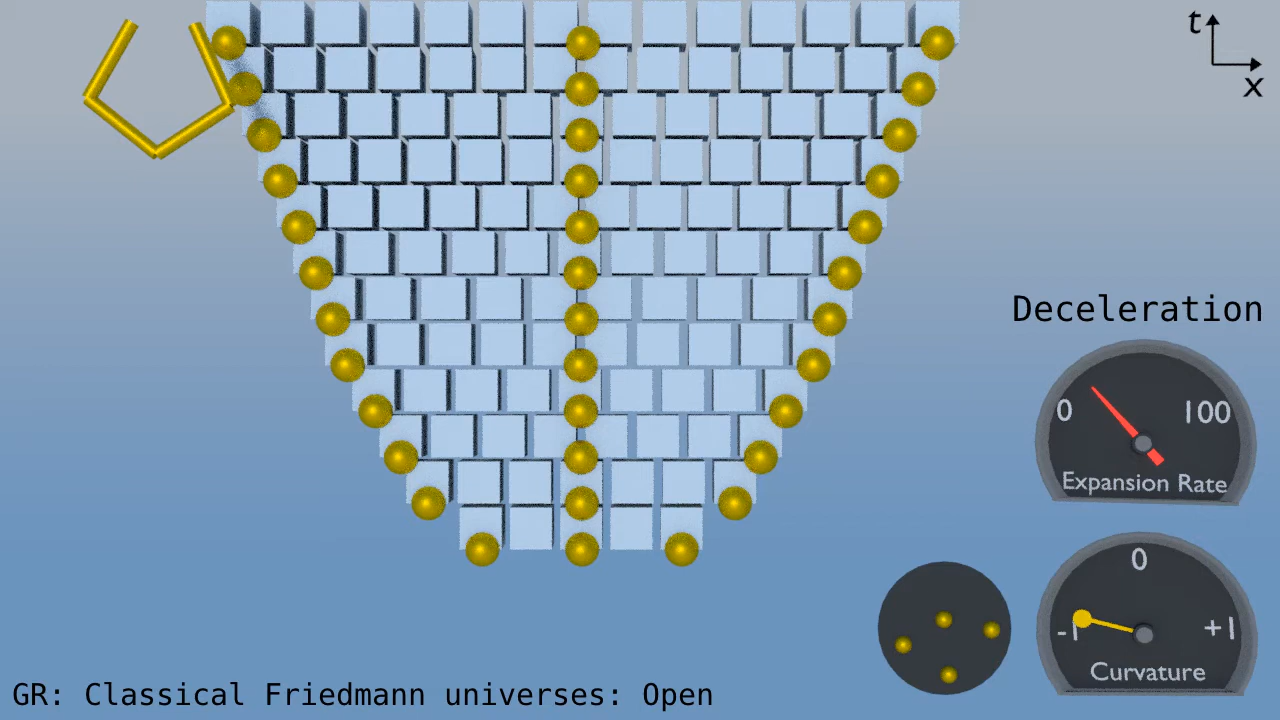 t
x
Deceleration
0 100
Expansion Rate
0
-1 +1
Curvature
GR: Classical Friedmann universes: Open